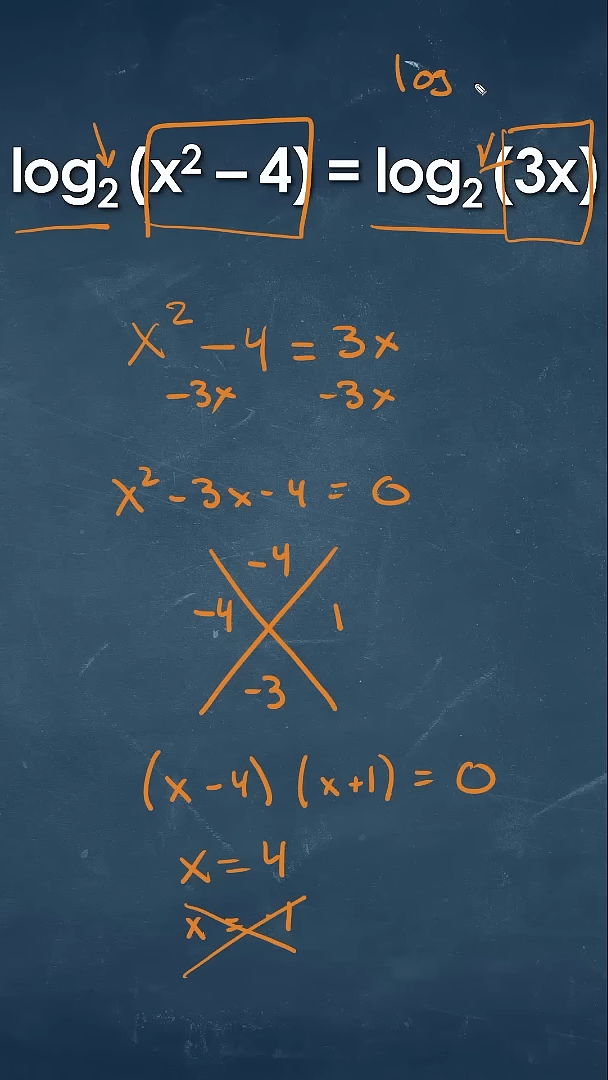 log
log₂ (x² – 4) = log₂ (3x)
x² - 4 = 3x
-3x -3x
x² - 3x - 4 = 0
-4
-4 1
-3
(x - 4) (x + 1) = 0
x = 4
x = -1